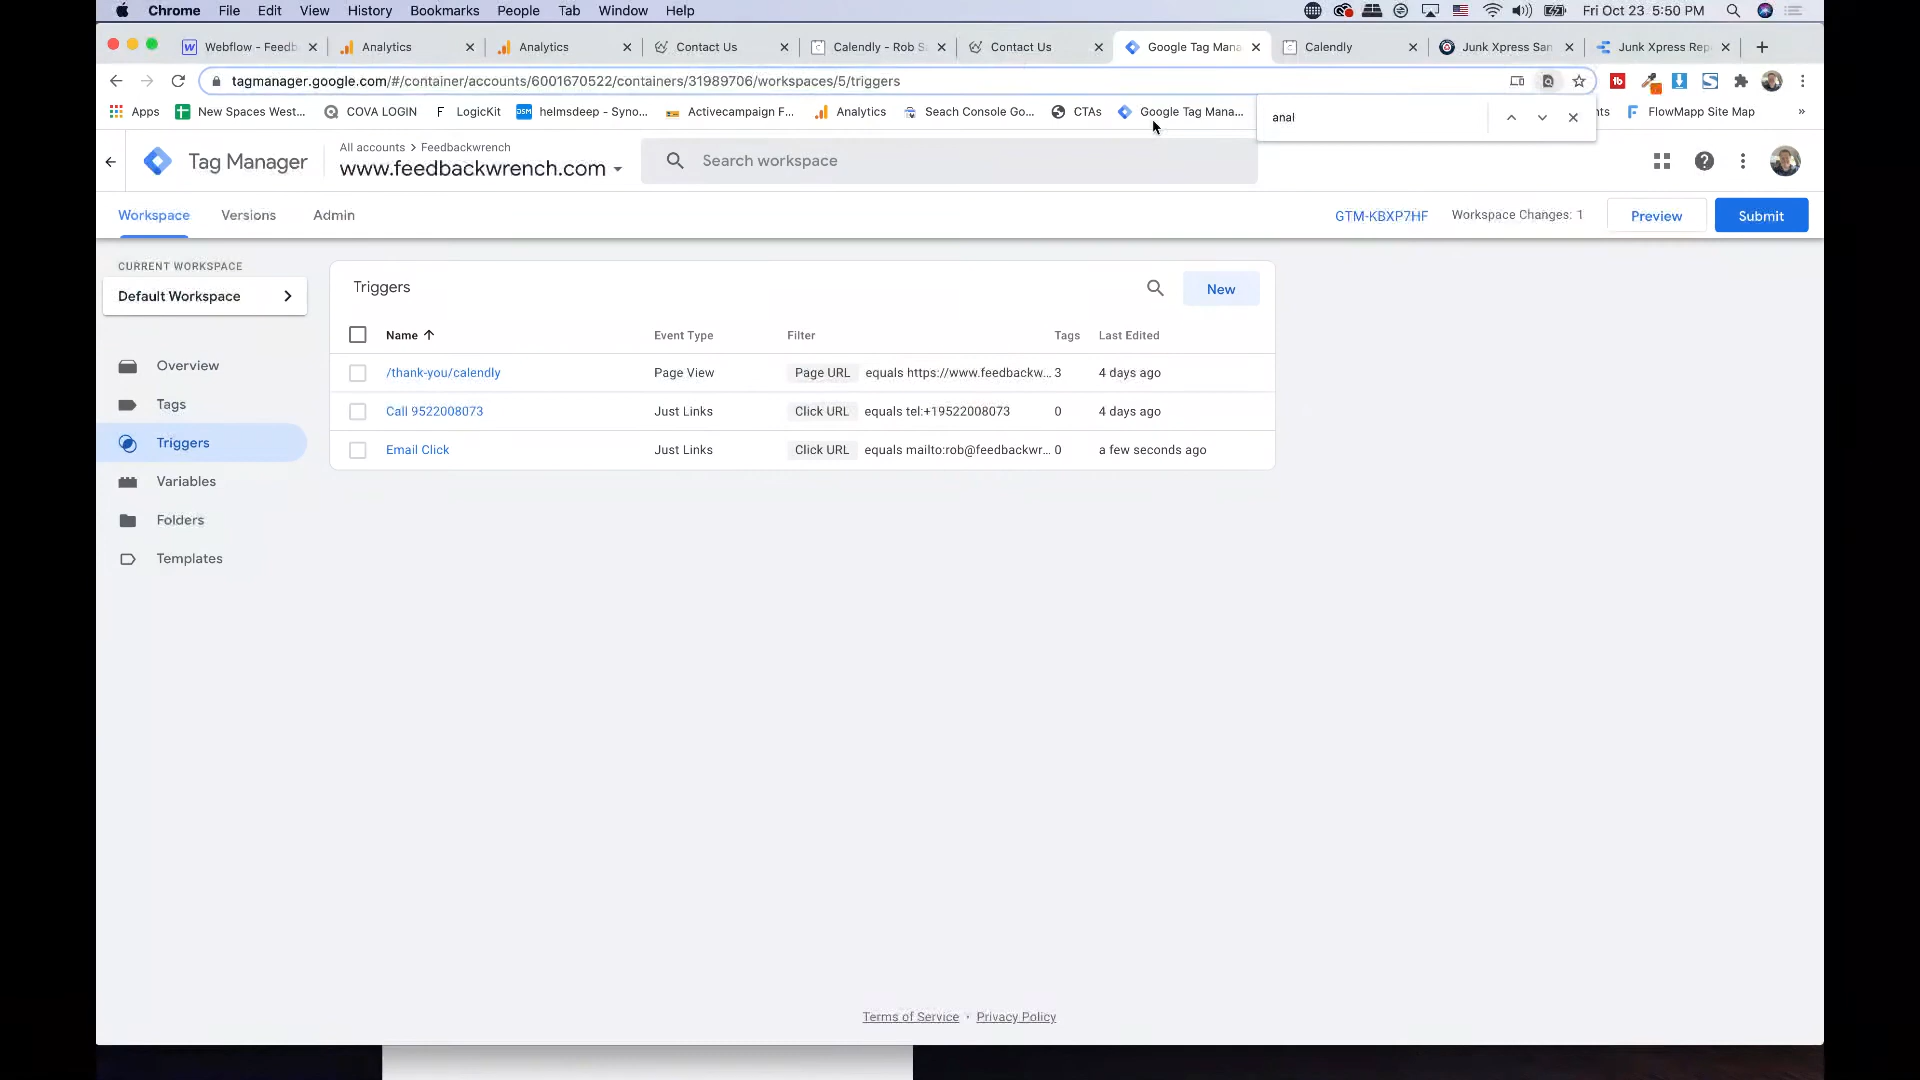 Chrome File Edit View History Bookmarks People Tab Window Help Fri Oct 23 5:50 PM
Webflow - Feedb Analytics Analytics Contact Us Calendly - Rob S Contact Us Google Tag Mana Calendly Junk Xpress San Junk Xpress Rep
tagmanager.google.com/#/container/accounts/6001670522/containers/31989706/workspaces/5/triggers
Apps New Spaces West... COVA LOGIN LogicKit helmsdeep - Syno... Activecampaign F... Analytics Seach Console Go... CTAs Google Tag Mana... nts FlowMapp Site Map »
anal
Tag Manager
All accounts > Feedbackwrench
www.feedbackwrench.com
Search workspace
Workspace Versions Admin GTM-KBXP7HF Workspace Changes: 1 Preview Submit
CURRENT WORKSPACE
Default Workspace
Overview
Tags
Triggers
Variables
Folders
Templates
Triggers New
Name Event Type Filter Tags Last Edited
/thank-you/calendly Page View Page URL equals https://www.feedbackw... 3 4 days ago
Call 9522008073 Just Links Click URL equals tel:+19522008073 0 4 days ago
Email Click Just Links Click URL equals mailto:rob@feedbackwr... 0 a few seconds ago
Terms of Service · Privacy Policy